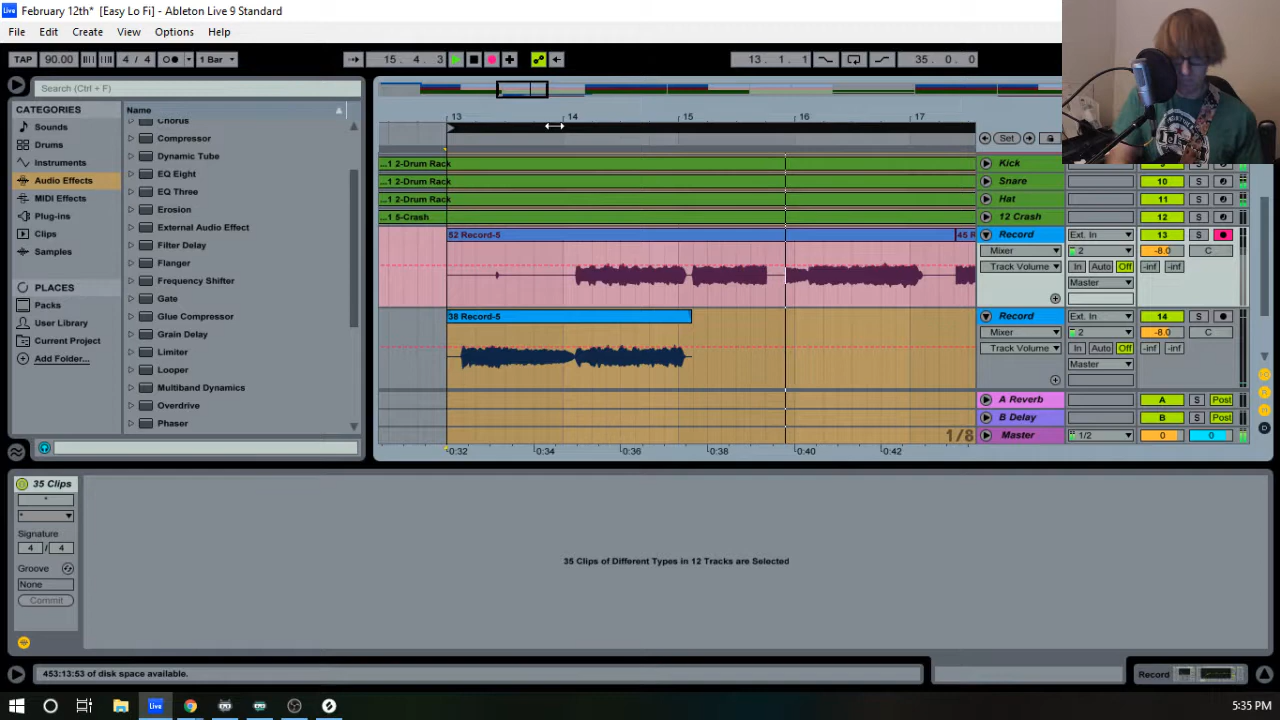 February 12th* [Easy Lo Fi] - Ableton Live 9 Standard
File Edit Create View Options Help
TAP 90.00 4 / 4 1 Bar 15. 4. 3 13. 1. 1 35. 0. 0
Search (Ctrl + F)
CATEGORIES
Sounds
Drums
Instruments
Audio Effects
MIDI Effects
Plug-ins
Clips
Samples
PLACES
Packs
User Library
Current Project
Add Folder...
Name
Chorus
Compressor
Dynamic Tube
EQ Eight
EQ Three
Erosion
External Audio Effect
Filter Delay
Flanger
Frequency Shifter
Gate
Glue Compressor
Grain Delay
Limiter
Looper
Multiband Dynamics
Overdrive
Phaser
13 14 15 16 17
Set
...1 2-Drum Rack Kick 9 S
...1 2-Drum Rack Snare 10 S
...1 2-Drum Rack Hat 11 S
...1 5-Crash 12 Crash 12 S
52 Record-5 45 R Record Ext. In 13 S
Mixer 2 -8.0 C
Track Volume In Auto Off -inf -inf
Master
38 Record-5 Record Ext. In 14 S
Mixer 2 -8.0 C
Track Volume In Auto Off -inf -inf
Master
A Reverb A S Post
B Delay B S Post
1/8 Master 1/2 0 0
0:32 0:34 0:36 0:38 0:40 0:42
35 Clips
*
*
Signature
4 / 4
Groove
None
Commit
35 Clips of Different Types in 12 Tracks are Selected
453:13:53 of disk space available.
Record
Live
5:35 PM